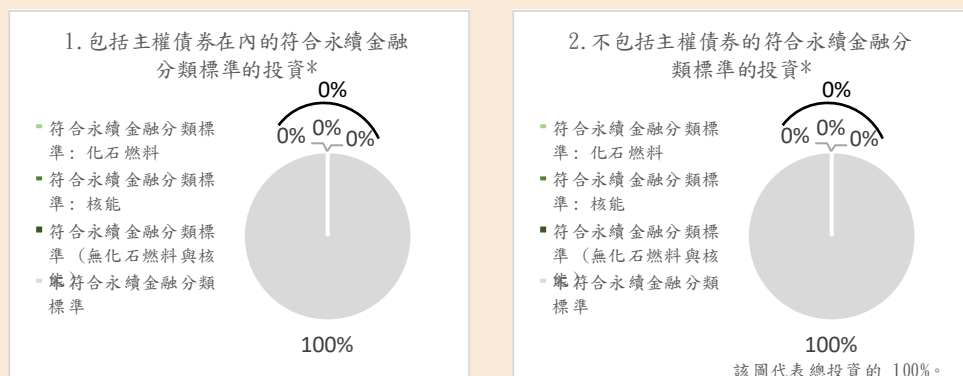 1.包括主權債券在內的符合永續金融
分類標準的投資*
0%
0% 0% 0%
符合永續金融分類標
準: 化石燃料
符合永續金融分類標
準: 核能
符合永續金融分類標
準 (無化石燃料與核
能)
未符合永續金融分類
標準
100%
2.不包括主權債券的符合永續金融分
類標準的投資*
0%
0% 0% 0%
符合永續金融分類標
準: 化石燃料
符合永續金融分類標
準: 核能
符合永續金融分類標
準 (無化石燃料與核
能)
未符合永續金融分類
標準
100%
該圖代表總投資的 100%。